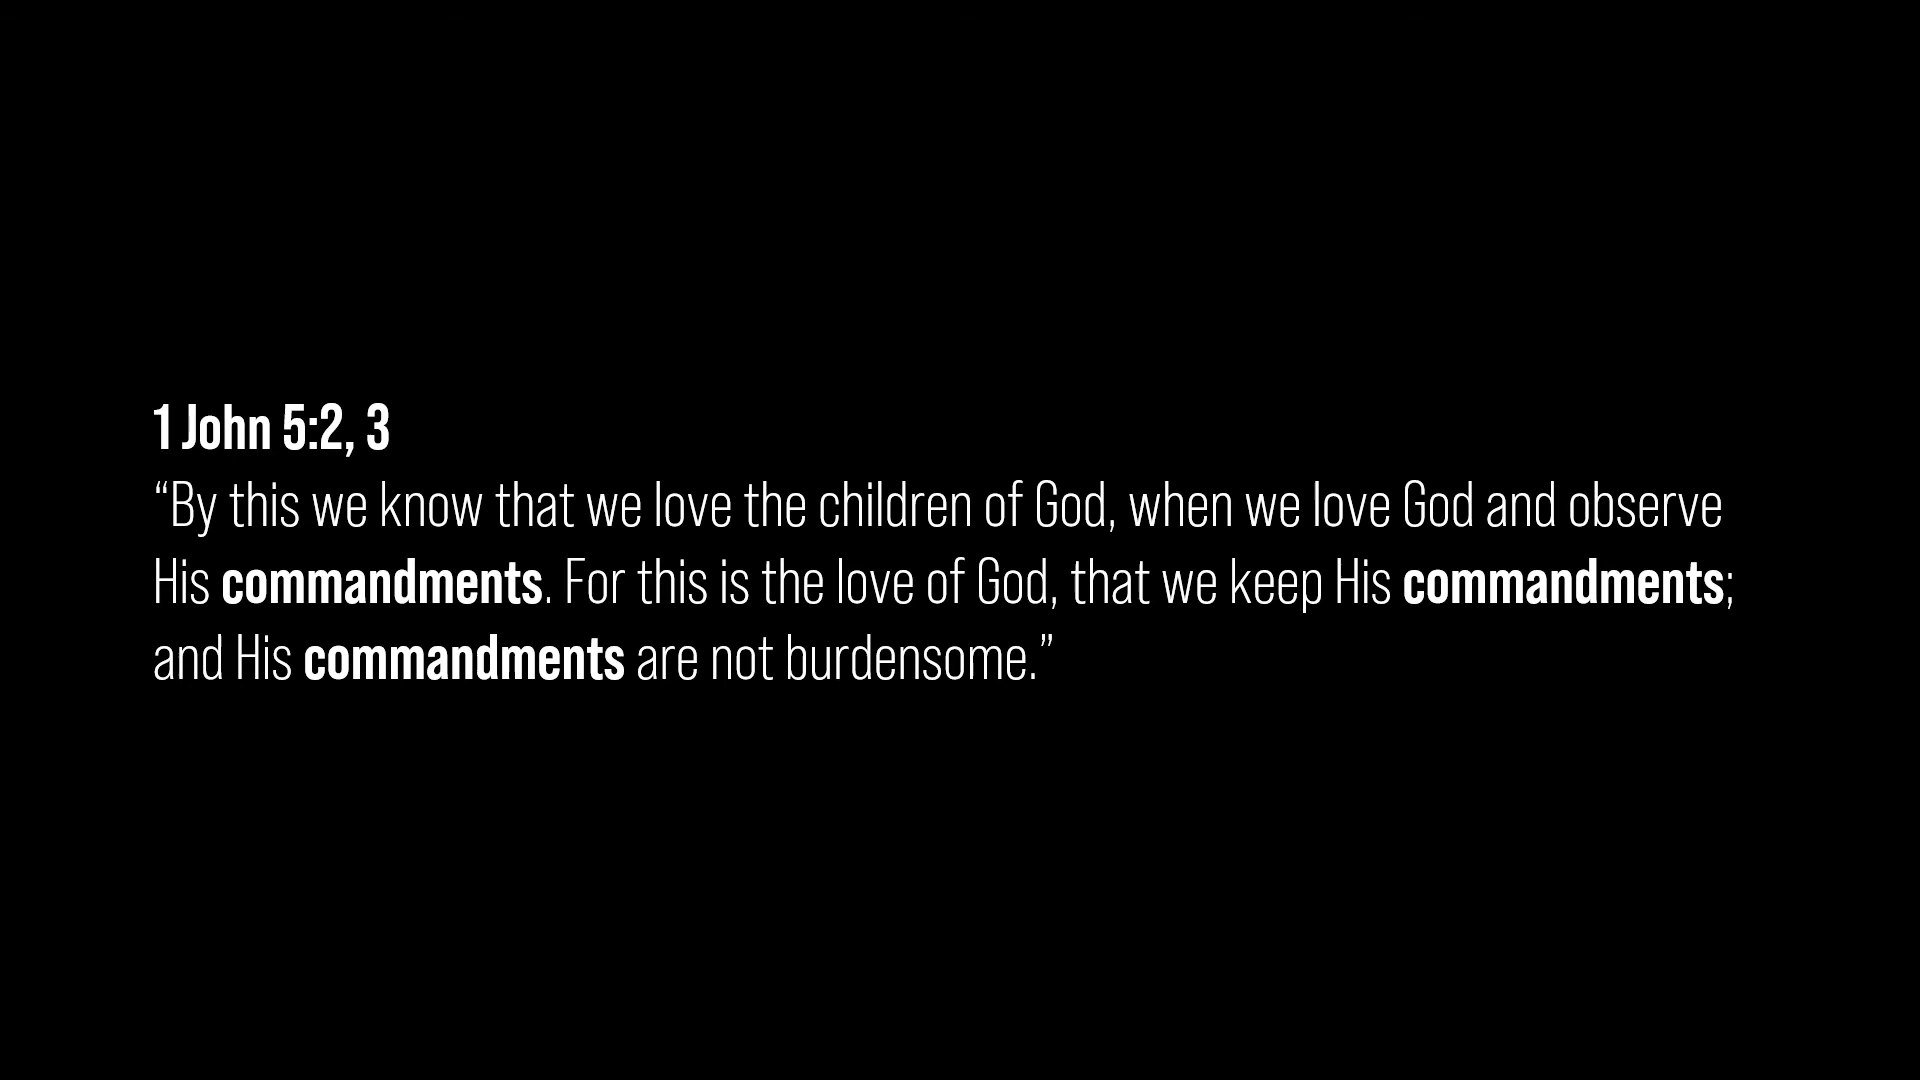 1 John 5:2, 3
“By this we know that we love the children of God, when we love God and observe
His commandments. For this is the love of God, that we keep His commandments;
and His commandments are not burdensome.”